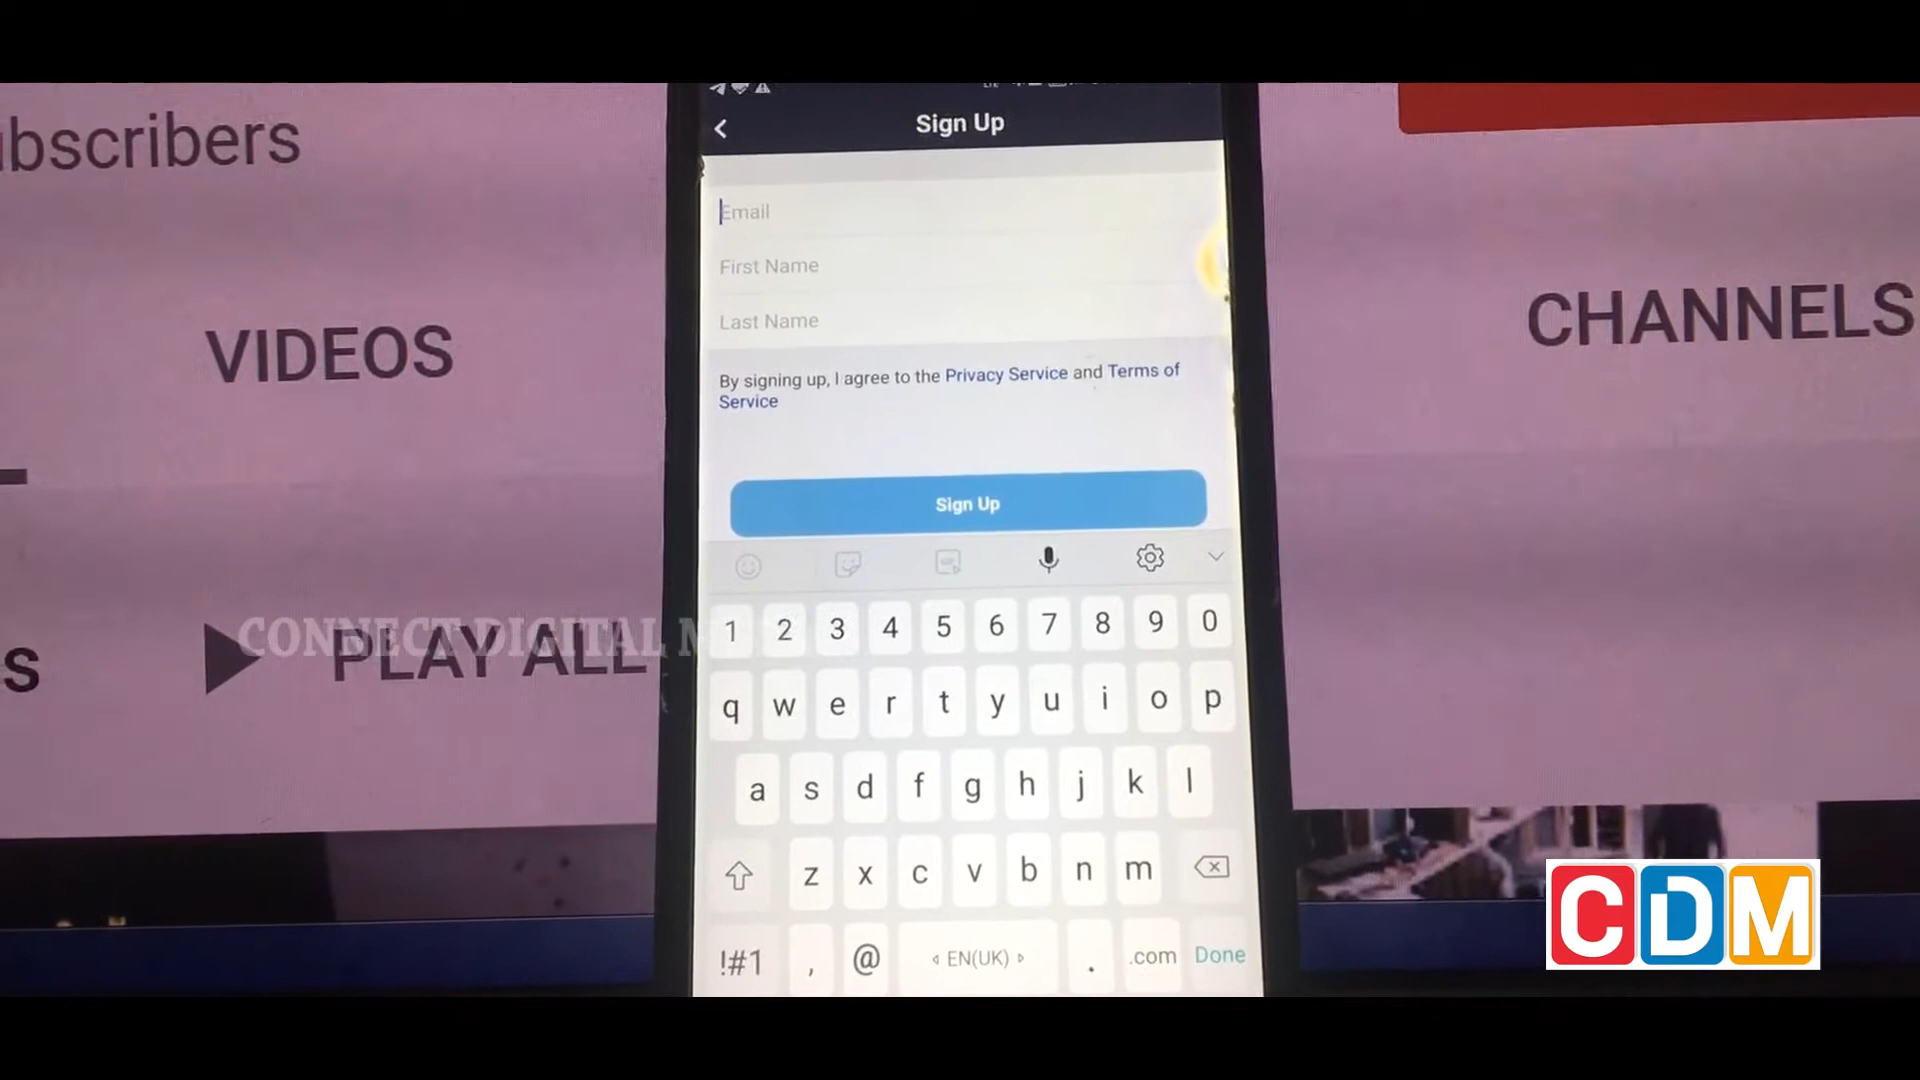 Sign Up
Email
First Name
Last Name
By signing up, I agree to the Privacy Service and Terms of
Service
Sign Up
1 2 3 4 5 6 7 8 9 0
q w e r t y u i o p
a s d f g h j k l
z x c v b n m
!#1 , @ EN(UK) . .com Done
ubscribers
VIDEOS
CHANNELS
S PLAY ALL
CONNECT DIGITAL M
CDM